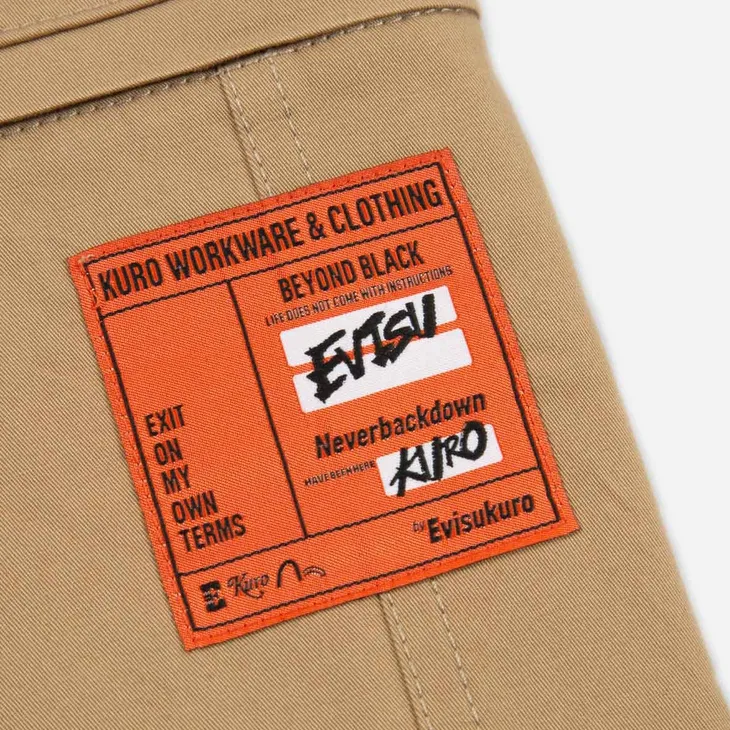 KURO WORKWARE & CLOTHING
BEYOND BLACK
LIFE DOES NOT COME WITH INSTRUCTIONS
EVISU
Neverbackdown
HAVE BEEN HERE
KURO
EXIT
ON
MY
OWN
TERMS
by Evisukuro
Kuro